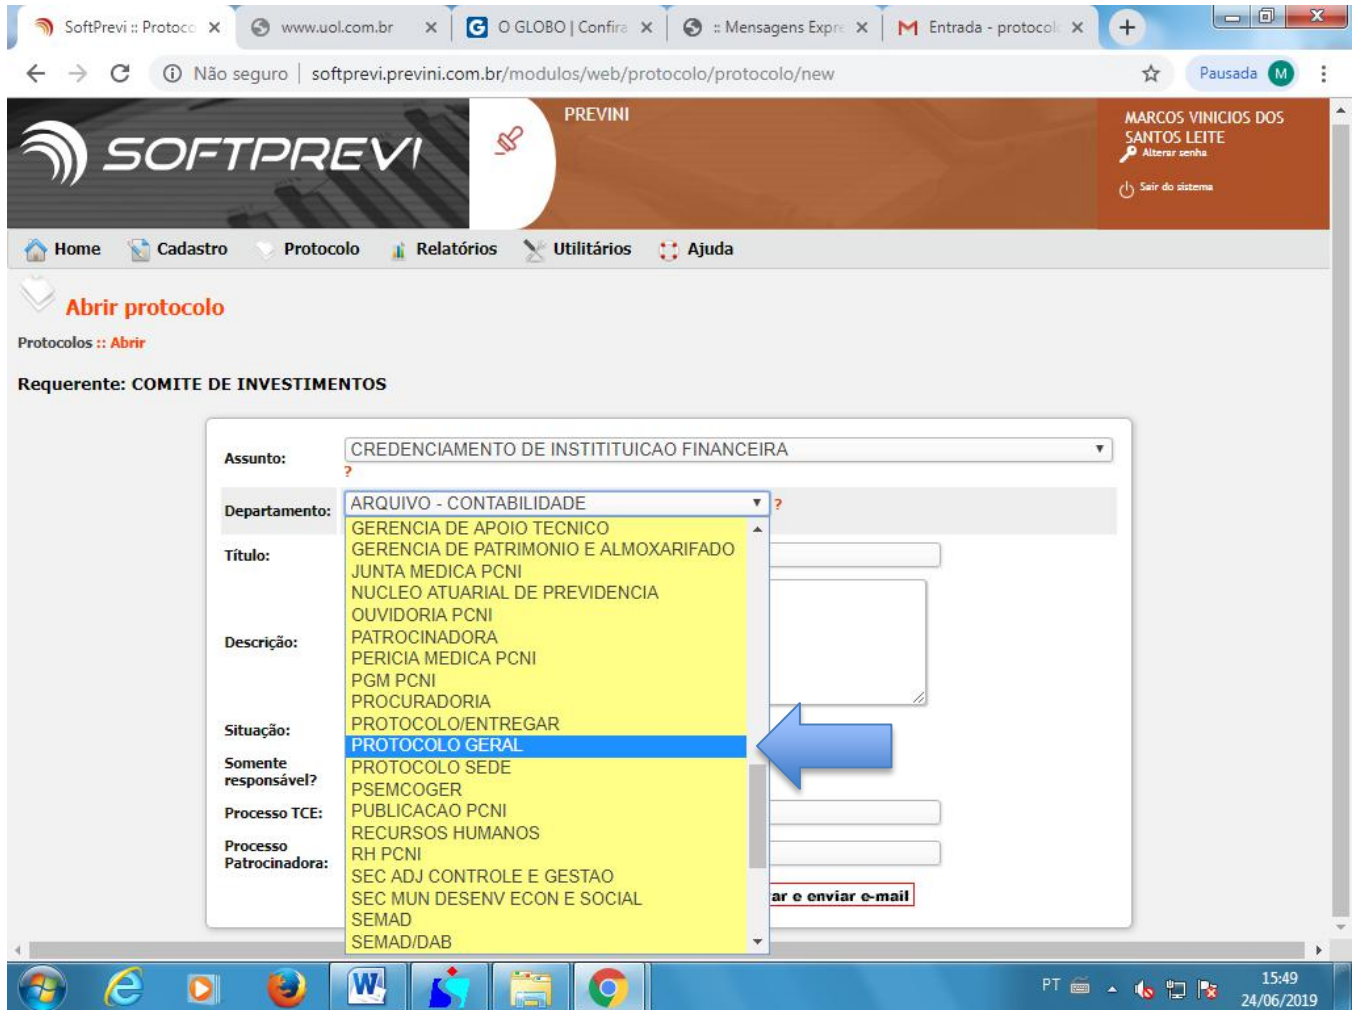 SoftPrevi :: Protoco
www.uol.com.br
O GLOBO | Confira
:: Mensagens Expre
Entrada - protocolo
Não seguro | softprevi.previni.com.br/modulos/web/protocolo/protocolo/new
Pausada M
SOFTPREVI
PREVINI
MARCOS VINICIOS DOS
SANTOS LEITE
Alterar senha
Sair do sistema
Home Cadastro Protocolo Relatórios Utilitários Ajuda
Abrir protocolo
Protocolos :: Abrir
Requerente: COMITE DE INVESTIMENTOS
Assunto: CREDENCIAMENTO DE INSTITITUICAO FINANCEIRA
?
Departamento: ARQUIVO - CONTABILIDADE ?
GERENCIA DE APOIO TECNICO
Título: GERENCIA DE PATRIMONIO E ALMOXARIFADO
JUNTA MEDICA PCNI
NUCLEO ATUARIAL DE PREVIDENCIA
OUVIDORIA PCNI
Descrição: PATROCINADORA
PERICIA MEDICA PCNI
PGM PCNI
PROCURADORIA
Situação: PROTOCOLO/ENTREGAR
PROTOCOLO GERAL
Somente
responsável?
PROTOCOLO SEDE
PSEMCOGER
Processo TCE: PUBLICACAO PCNI
RECURSOS HUMANOS
Processo
Patrocinadora:
RH PCNI
SEC ADJ CONTROLE E GESTAO
SEC MUN DESENV ECON E SOCIAL
ar e enviar e-mail
SEMAD
SEMAD/DAB
PT
15:49
24/06/2019